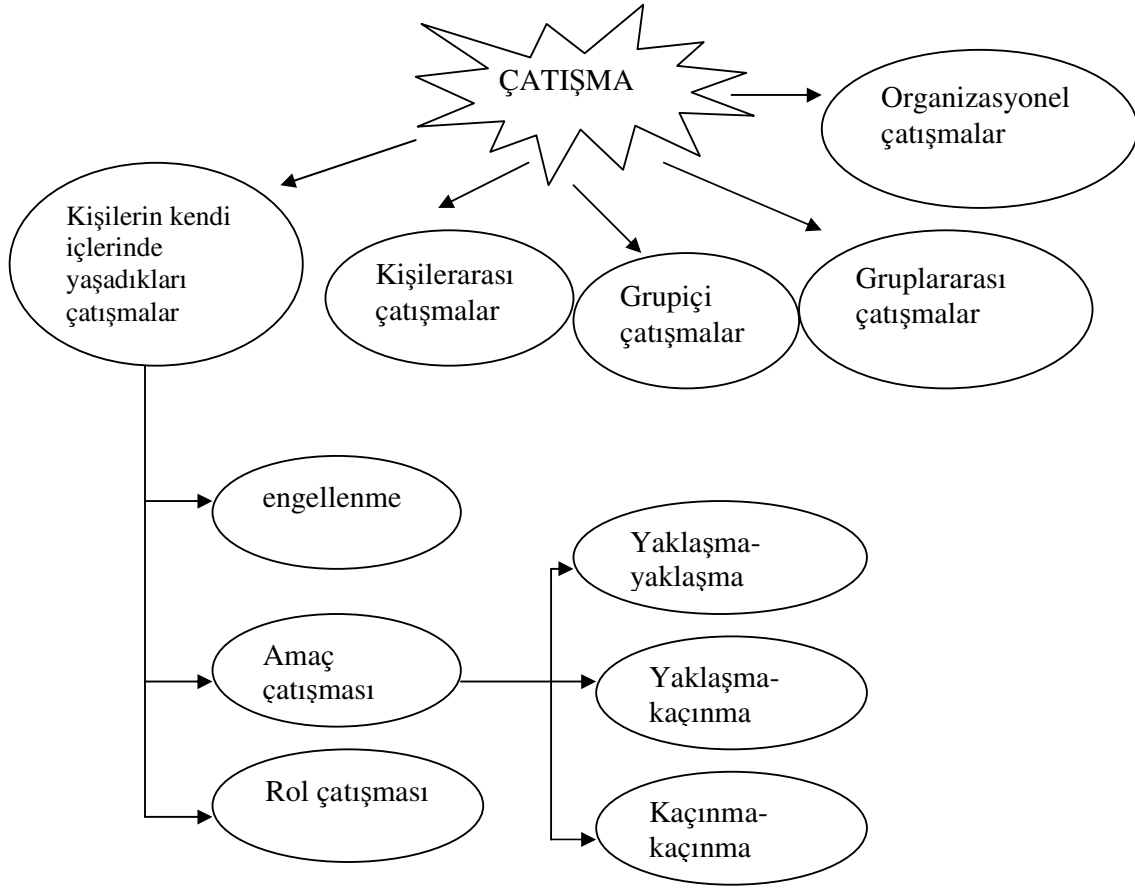 ÇATIŞMA
Organizasyonel
çatışmalar
Kişilerin kendi
içlerinde
yaşadıkları
çatışmalar
Kişilerarası
çatışmalar
Grupiçi
çatışmalar
Gruplararası
çatışmalar
engellenme
Yaklaşma-
yaklaşma
Amaç
çatışması
Yaklaşma-
kaçınma
Rol çatışması
Kaçınma-
kaçınma